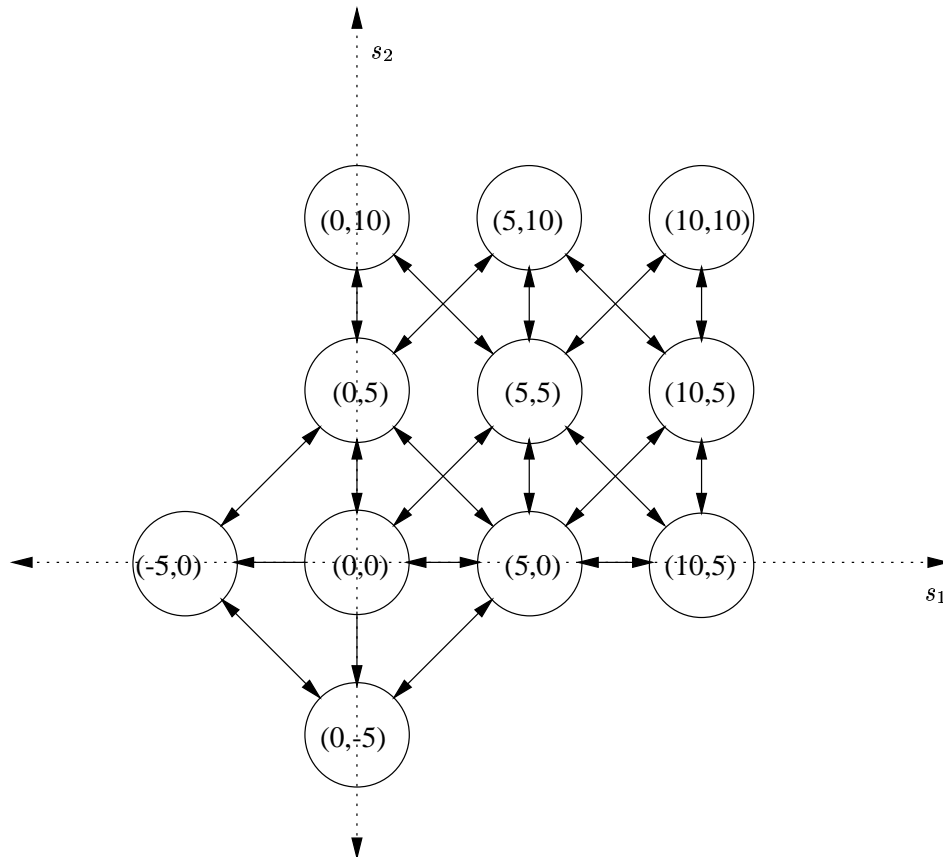 s2
(0,10) (5,10) (10,10)
(0,5) (5,5) (10,5)
(-5,0) (0,0) (5,0) (10,5)
s1
(0,-5)